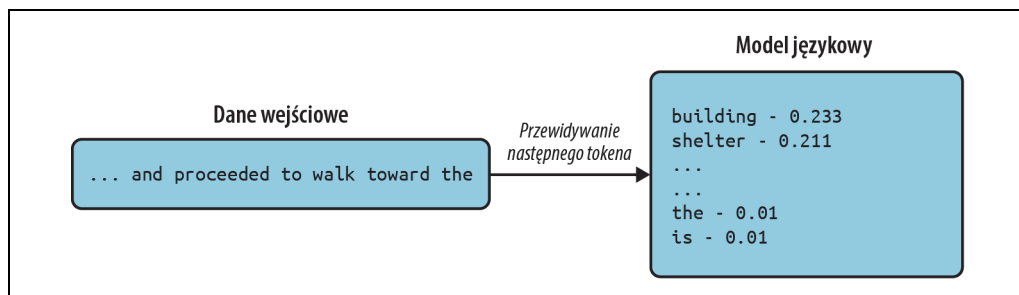 Dane wejściowe
... and proceeded to walk toward the
Przewidywanie
następnego tokena
Model językowy
building - 0.233
shelter - 0.211
...
...
the - 0.01
is - 0.01